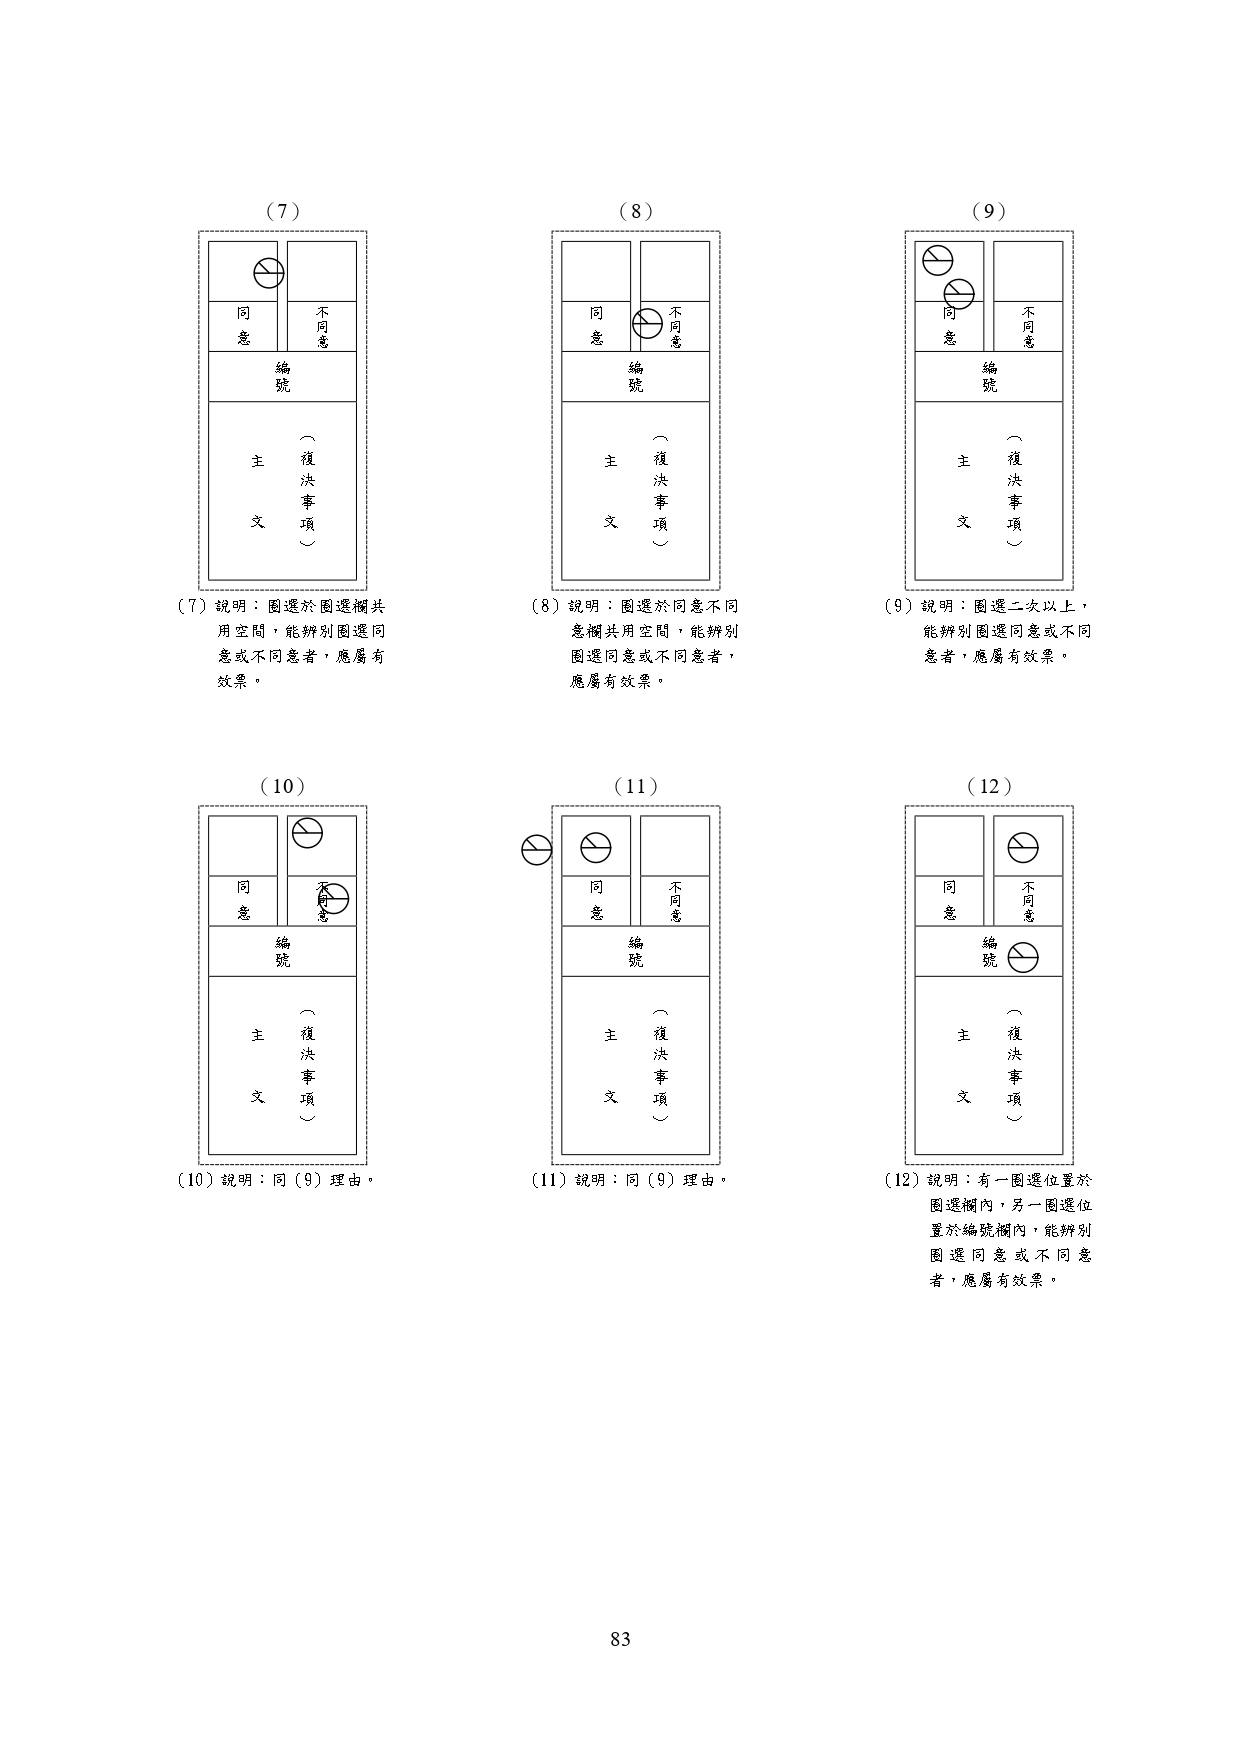 （7）
同意
不同意
編號
主文
（復決事項）
（7）說明：圈選於圈選欄共
用空間，能辨別圈選同
意或不同意者，應屬有
效票。
（8）
同意
不同意
編號
主文
（復決事項）
（8）說明：圈選於同意不同
意欄共用空間，能辨別
圈選同意或不同意者，
應屬有效票。
（9）
同意
不同意
編號
主文
（復決事項）
（9）說明：圈選二次以上，
能辨別圈選同意或不同
意者，應屬有效票。
（10）
同意
不同意
編號
主文
（復決事項）
（10）說明：同（9）理由。
（11）
同意
不同意
編號
主文
（復決事項）
（11）說明：同（9）理由。
（12）
同意
不同意
編號
主文
（復決事項）
（12）說明：有一圈選位置於
圈選欄內，另一圈選位
置於編號欄內，能辨別
圈選同意或不同意
者，應屬有效票。
83